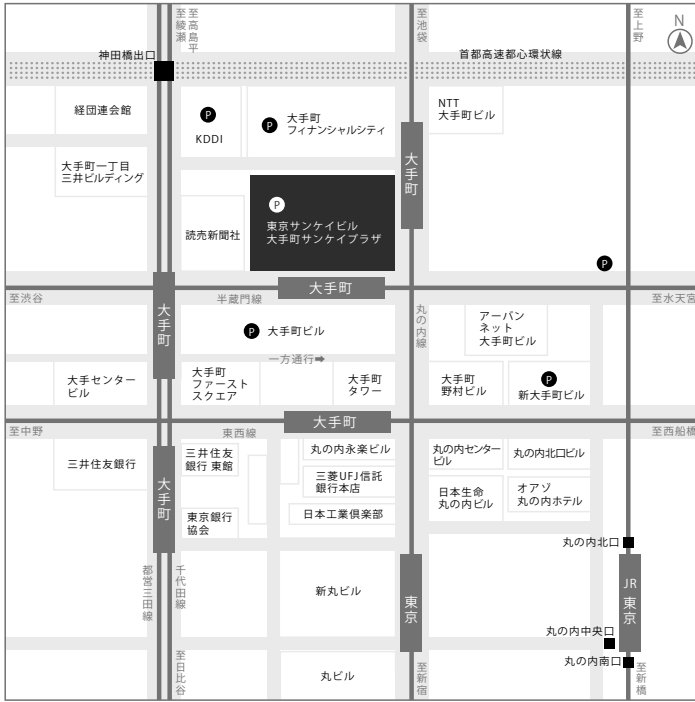 至綾瀬
至高島平
至池袋
至上野
N
神田橋出口
首都高速都心環状線
経団連会館
P
KDDI
P
大手町
フィナンシャルシティ
NTT
大手町ビル
大手町
大手町一丁目
三井ビルディング
読売新聞社
P
東京サンケイビル
大手町サンケイプラザ
P
大手町
至渋谷
半蔵門線
大手町
丸の内線
至水天宮
P
大手町ビル
アーバン
ネット
大手町ビル
一方通行➡
大手センター
ビル
大手町
ファースト
スクエア
大手町
タワー
大手町
野村ビル
P
新大手町ビル
大手町
至中野
東西線
至西船橋
三井住友銀行
大手町
三井住友
銀行 東館
丸の内永楽ビル
丸の内センター
ビル
丸の内北口ビル
三菱UFJ信託
銀行本店
日本生命
丸の内ビル
オアゾ
丸の内ホテル
東京銀行
協会
日本工業倶楽部
丸の内北口
都営三田線
千代田線
新丸ビル
東京
JR
東京
丸の内中央口
丸の内南口
至日比谷
丸ビル
至新宿
至新橋